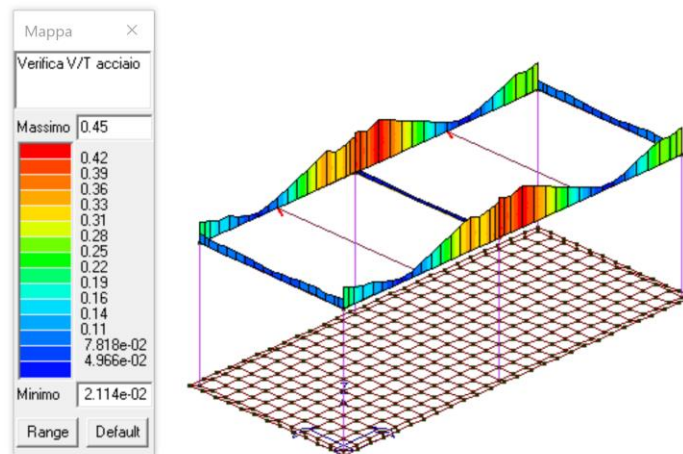 Mappa
Verifica V/T acciaio
Massimo 0.45
0.42
0.39
0.36
0.33
0.31
0.28
0.25
0.22
0.19
0.16
0.14
0.11
7.818e-02
4.966e-02
Minimo 2.114e-02
Range Default